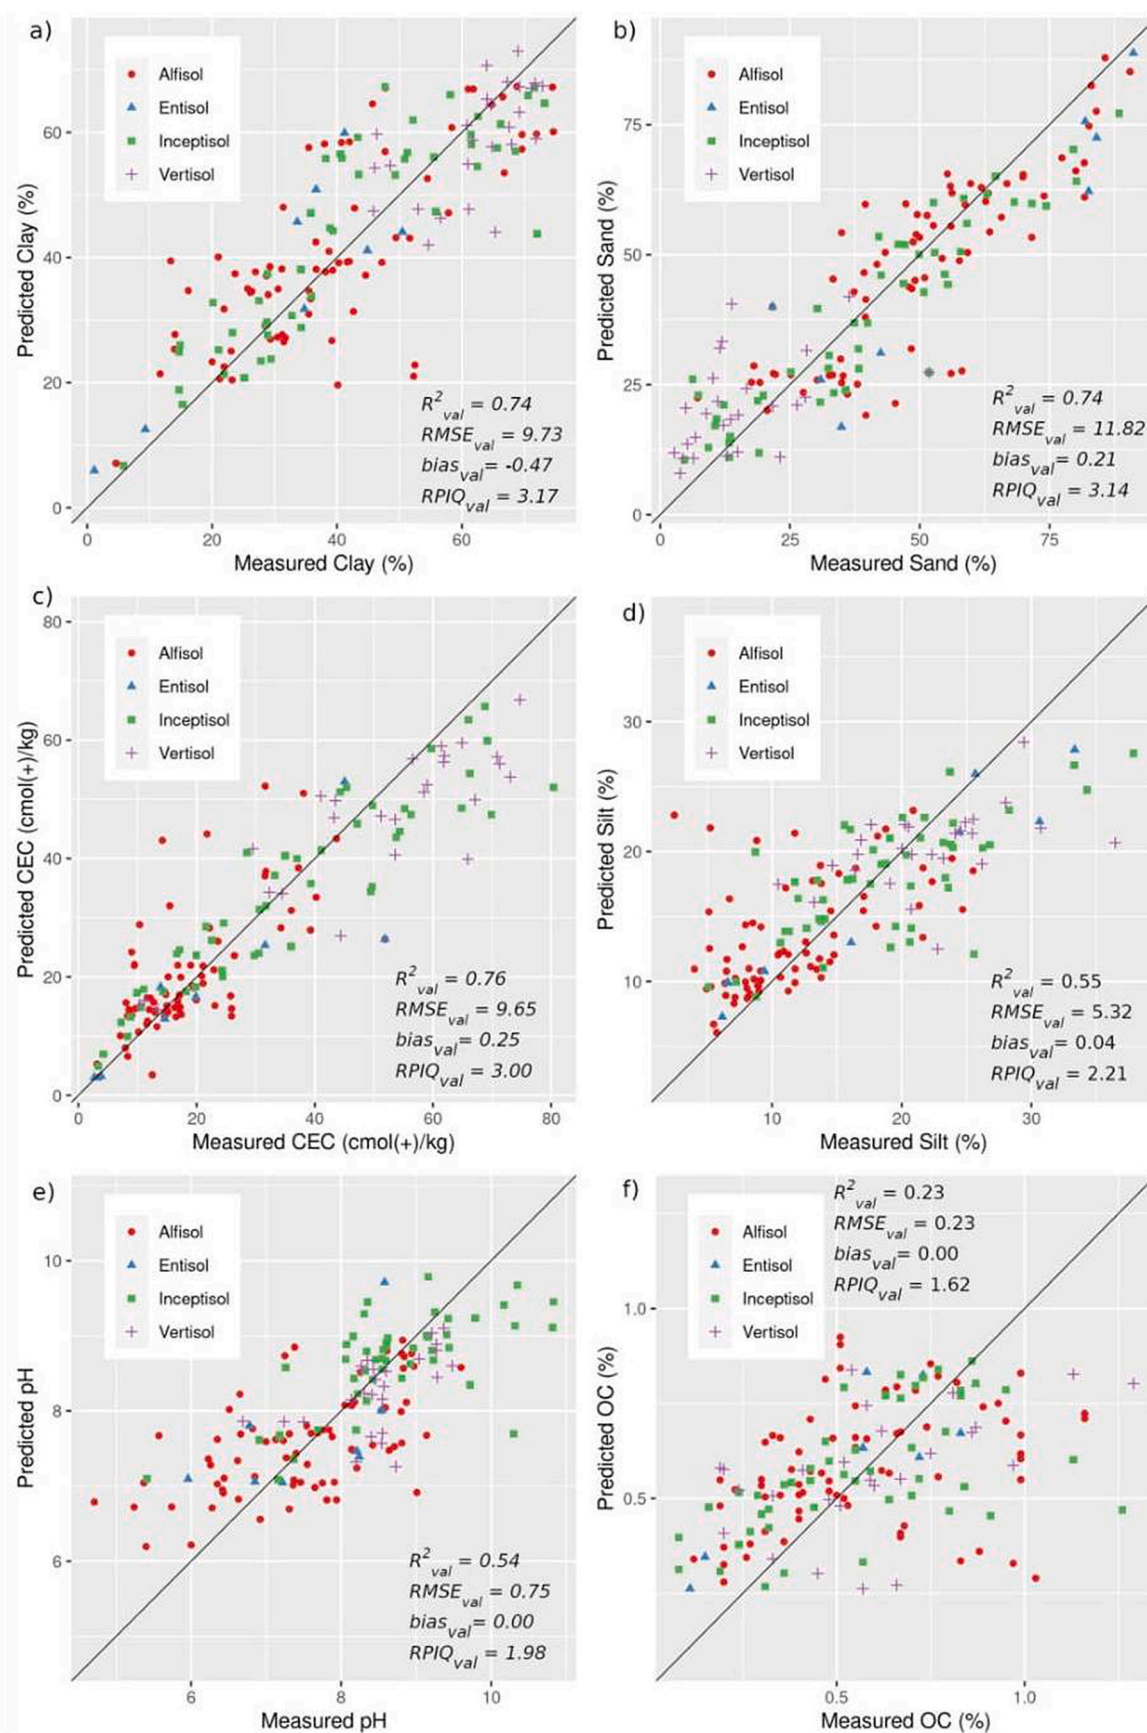 a)
Alfisol
Entisol
Inceptisol
Vertisol
Predicted Clay (%)
60
40
20
0
R²val = 0.74
RMSEval = 9.73
biasval= -0.47
RPIQval = 3.17
0 20 40 60
Measured Clay (%)
b)
Alfisol
Entisol
Inceptisol
Vertisol
Predicted Sand (%)
75
50
25
0
R²val = 0.74
RMSEval = 11.82
biasval= 0.21
RPIQval = 3.14
0 25 50 75
Measured Sand (%)
c)
Alfisol
Entisol
Inceptisol
Vertisol
Predicted CEC (cmol(+)/kg)
80
60
40
20
0
R²val = 0.76
RMSEval = 9.65
biasval= 0.25
RPIQval = 3.00
0 20 40 60 80
Measured CEC (cmol(+)/kg)
d)
Alfisol
Entisol
Inceptisol
Vertisol
Predicted Silt (%)
30
20
10
R²val = 0.55
RMSEval = 5.32
biasval= 0.04
RPIQval = 2.21
10 20 30
Measured Silt (%)
e)
Alfisol
Entisol
Inceptisol
Vertisol
Predicted pH
10
8
6
R²val = 0.54
RMSEval = 0.75
biasval= 0.00
RPIQval = 1.98
6 8 10
Measured pH
f)
R²val = 0.23
RMSEval = 0.23
biasval= 0.00
RPIQval = 1.62
Alfisol
Entisol
Inceptisol
Vertisol
Predicted OC (%)
1.0
0.5
0.5 1.0
Measured OC (%)